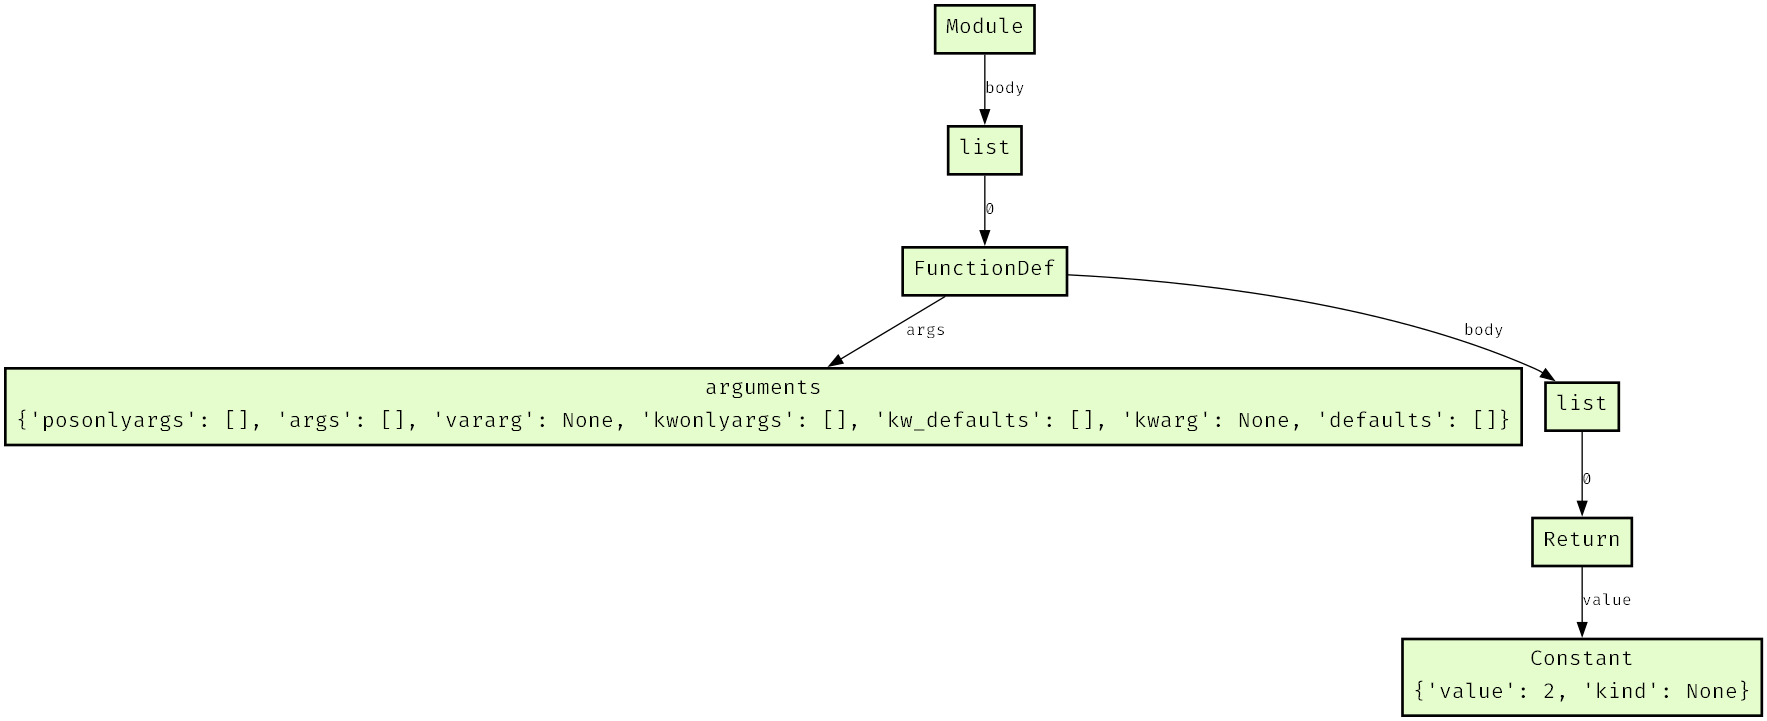 Module
body
list
0
FunctionDef
args
body
arguments
{'posonlyargs': [], 'args': [], 'vararg': None, 'kwonlyargs': [], 'kw_defaults': [], 'kwarg': None, 'defaults': []}
list
0
Return
value
Constant
{'value': 2, 'kind': None}